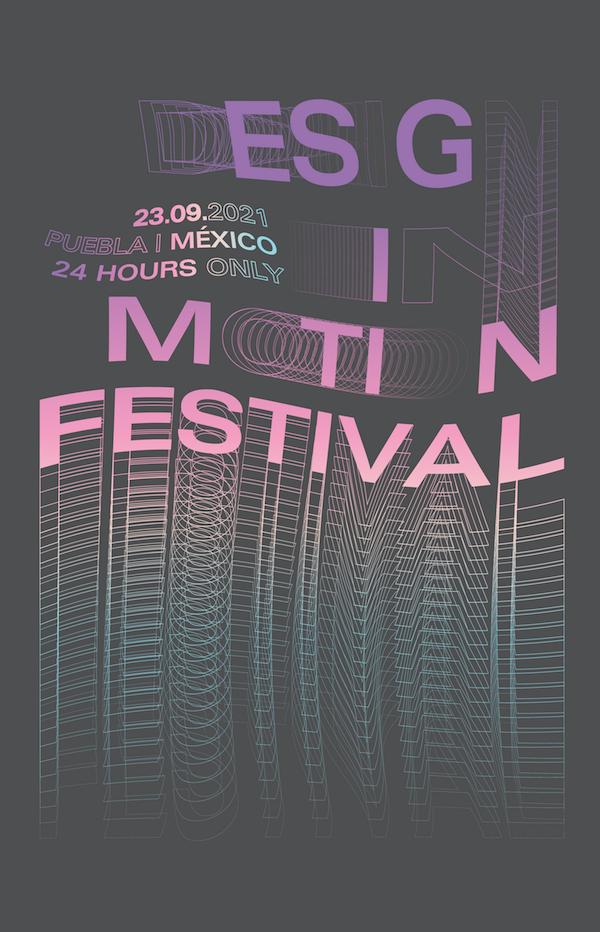 DESIGN
23.09.2021
PUEBLA | MÉXICO
24 HOURS ONLY
IN
MOTION
FESTIVAL